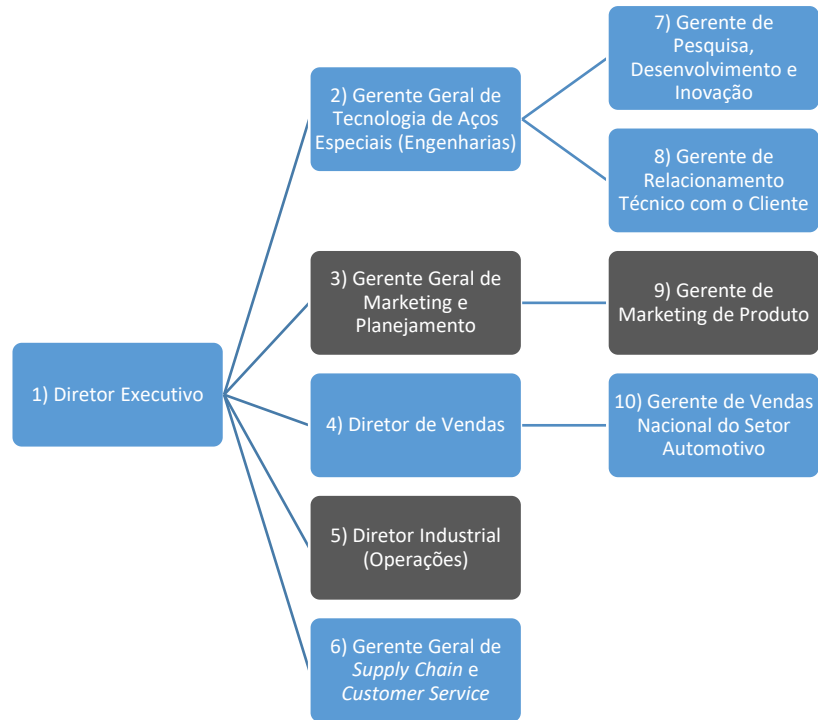 1) Diretor Executivo
2) Gerente Geral de
Tecnologia de Aços
Especiais (Engenharias)
3) Gerente Geral de
Marketing e
Planejamento
4) Diretor de Vendas
5) Diretor Industrial
(Operações)
6) Gerente Geral de
Supply Chain e
Customer Service
7) Gerente de
Pesquisa,
Desenvolvimento e
Inovação
8) Gerente de
Relacionamento
Técnico com o Cliente
9) Gerente de
Marketing de Produto
10) Gerente de Vendas
Nacional do Setor
Automotivo